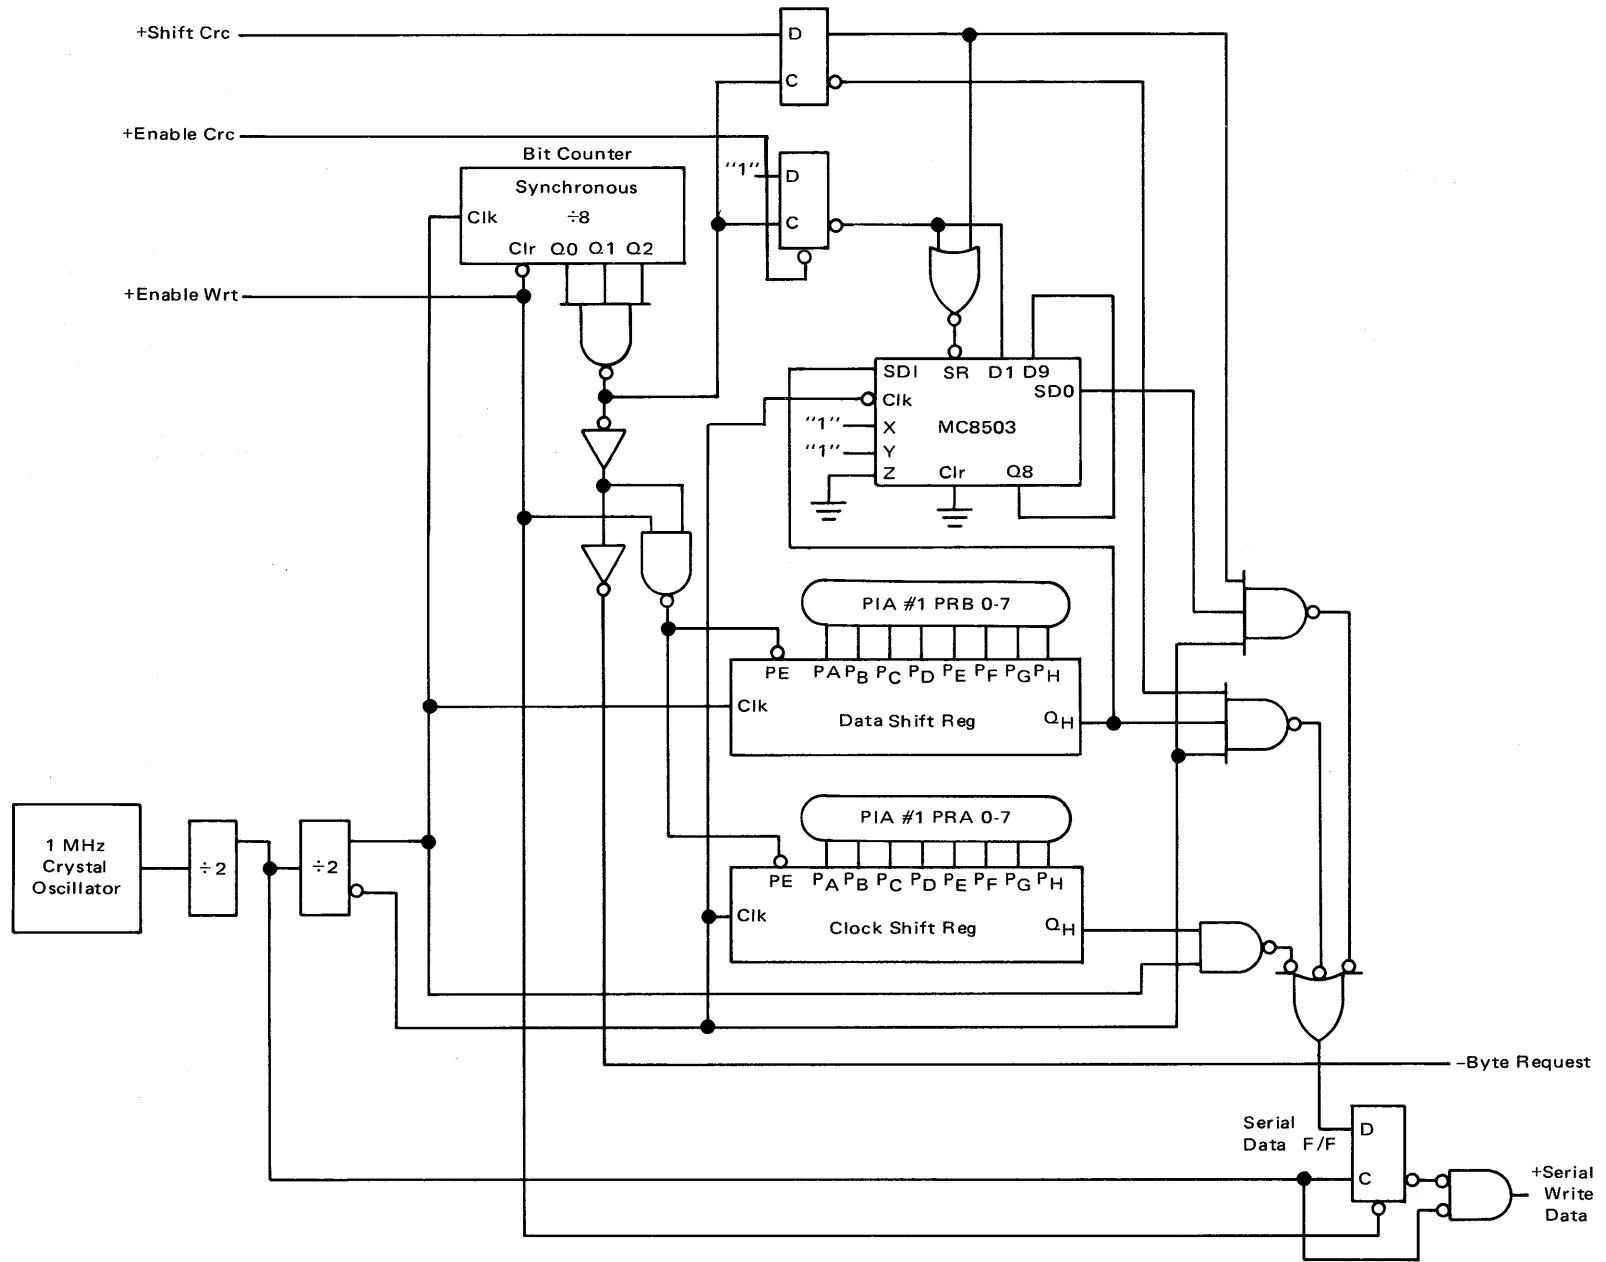 +Shift Crc
D
C
+Enable Crc
Bit Counter
"1"
D
C
Synchronous
Clk
÷8
Clr Q0 Q1 Q2
+Enable Wrt
SDI SR D1 D9
SD0
Clk
"1" X
MC8503
"1" Y
Z Clr Q8
PIA #1 PRB 0-7
PE PA PB PC PD PE PF PG PH
Clk
Data Shift Reg
QH
PIA #1 PRA 0-7
1 MHz
Crystal
Oscillator
÷2
÷2
PE PA PB PC PD PE PF PG PH
Clk
Clock Shift Reg
QH
−Byte Request
Serial
Data F/F
D
C
+Serial
Write
Data